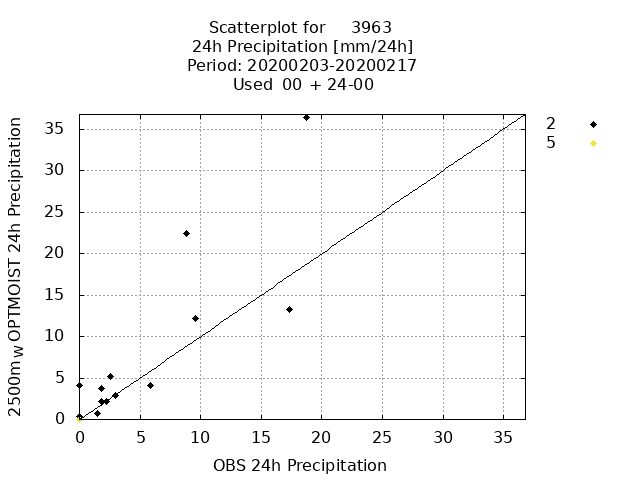 Scatterplot for 3963
24h Precipitation [mm/24h]
Period: 20200203-20200217
Used 00 + 24-00
2
5
35
30
25
20
15
10
5
0
2500m w OPTMOIST 24h Precipitation
0 5 10 15 20 25 30 35
OBS 24h Precipitation